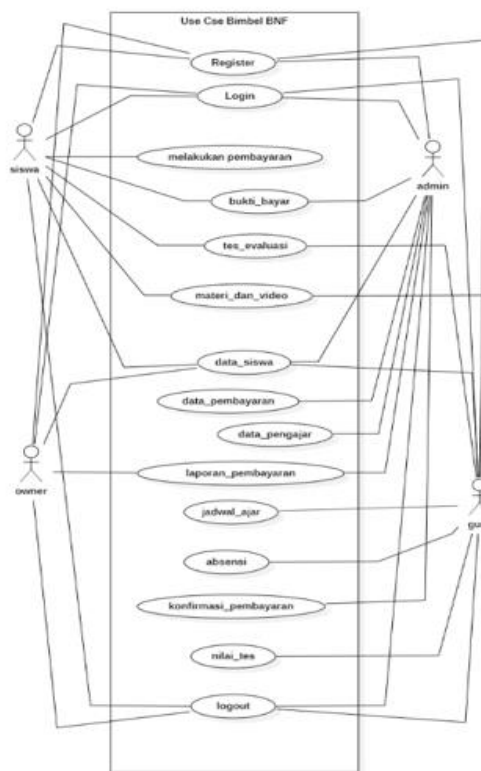 Use Cse Bimbel BNF
Register
Login
siswa
melakukan pembayaran
admin
bukti_bayar
tes_evaluasi
materi_dan_video
data_siswa
data_pembayaran
data_pengajar
owner
laporan_pembayaran
jadwal_ajar
gu
absensi
konfirmasi_pembayaran
nilai_tes
logout